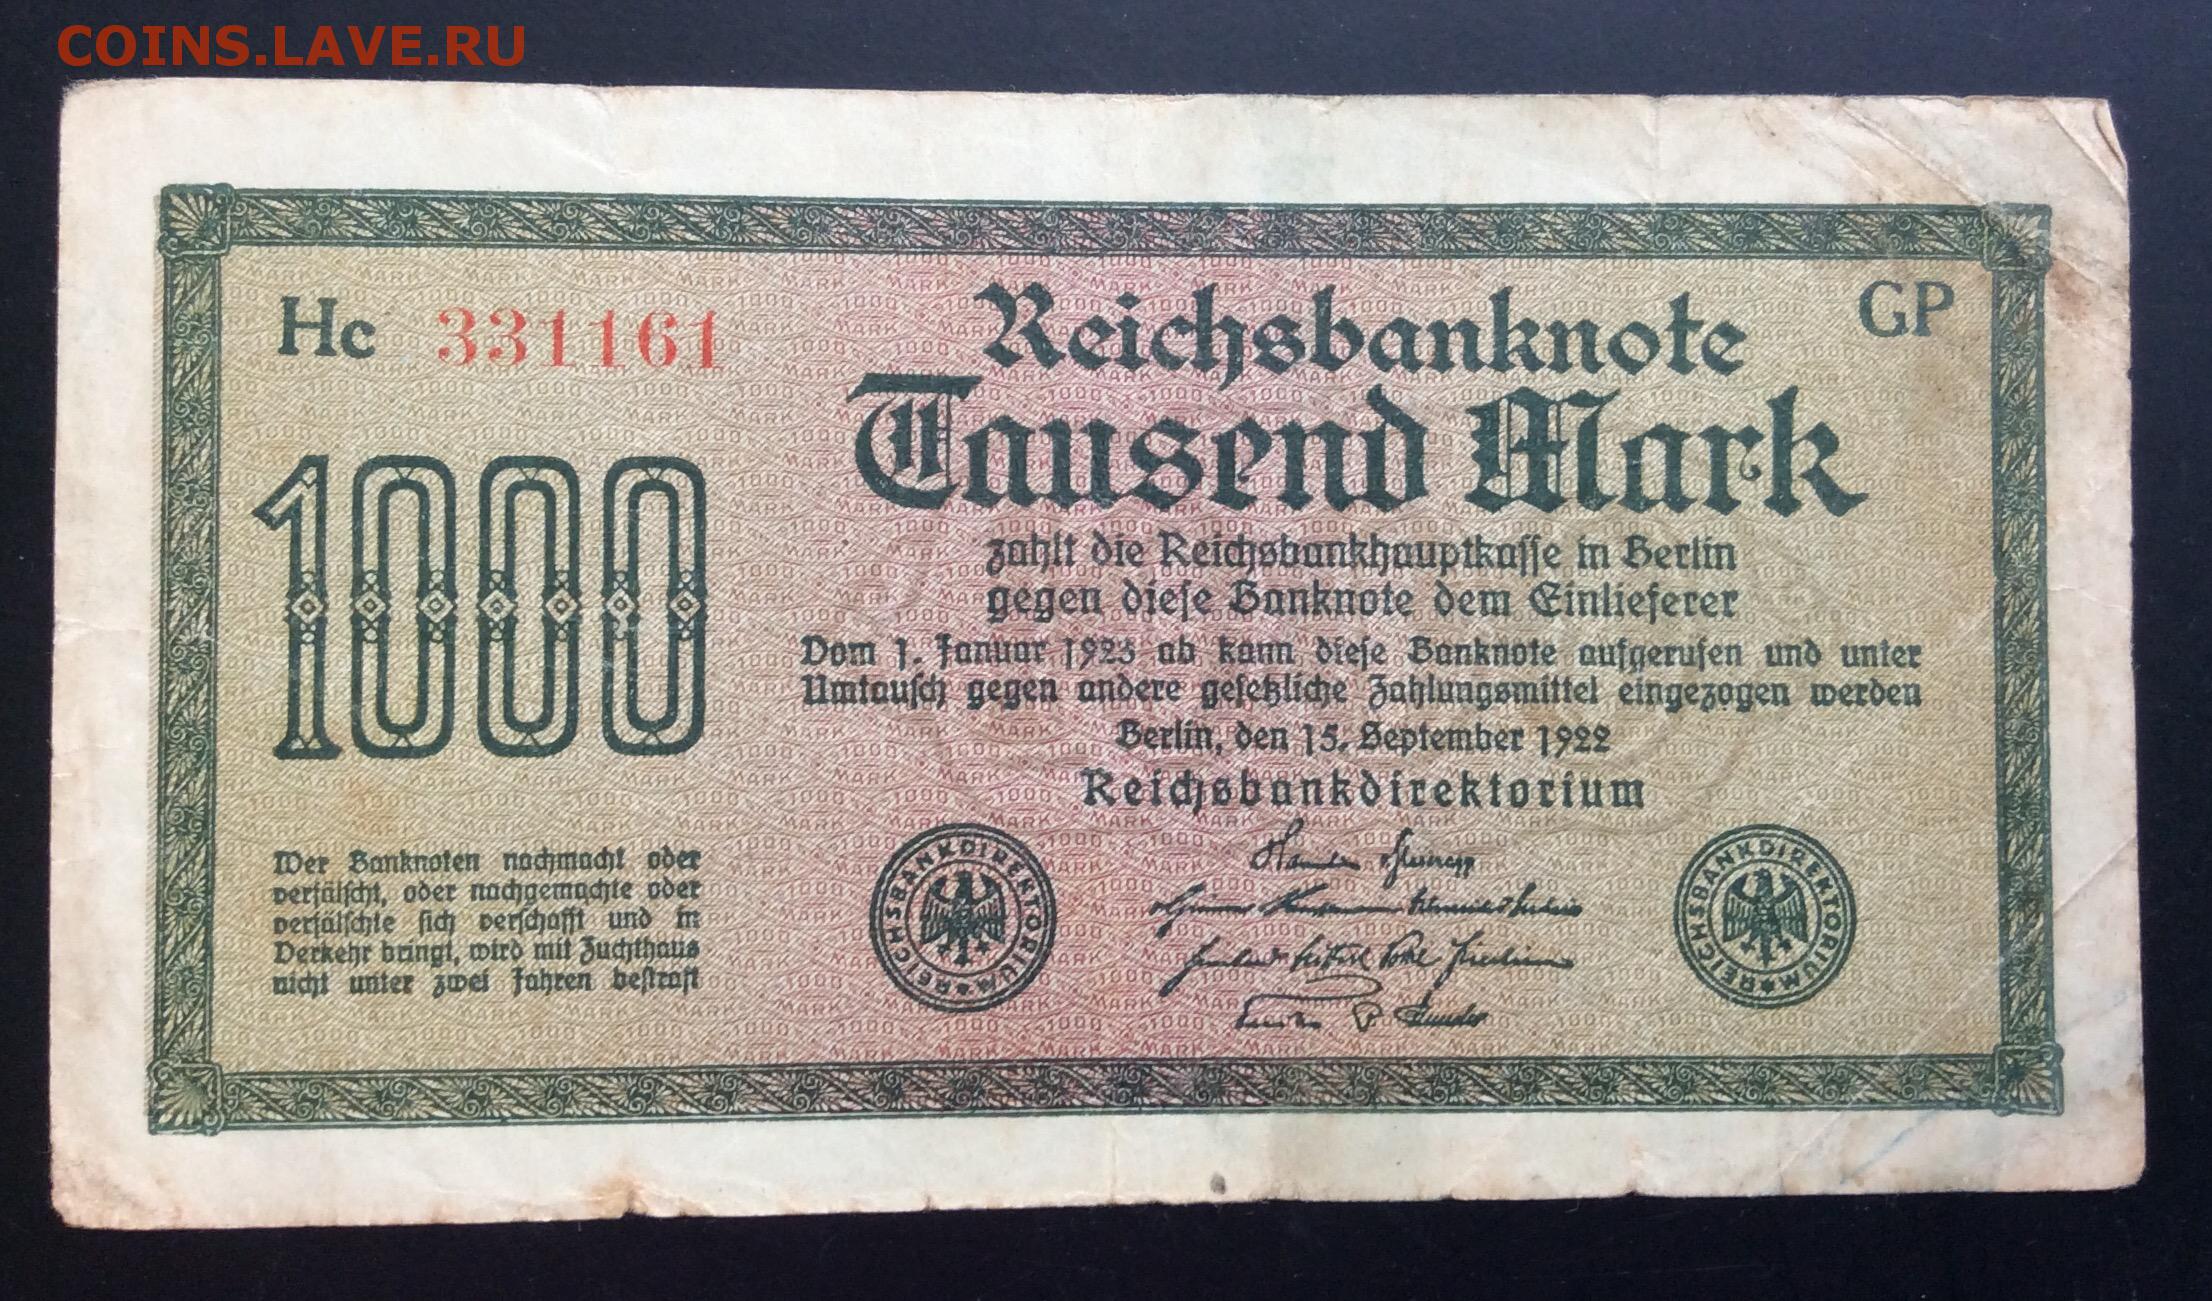 COINS.LAVE.RU
Hc 331161
GP
Reichsbanknote
Tausend Mark
1000
zahlt die Reichsbankhauptkasse in Berlin
gegen diese Banknote dem Einlieferer
Vom 1. Januar 1923 ab kann diese Banknote aufgerufen und unter
Umtausch gegen andere gesetzliche Zahlungsmittel eingezogen werden
Berlin, den 15. September 1922
Reichsbankdirektorium
Wer Banknoten nachmacht oder
verfälscht, oder nachgemachte oder
verfälschte sich verschafft und in
Verkehr bringt, wird mit Zuchthaus
nicht unter zwei Jahren bestraft
REICHSBANKDIREKTORIUM
REICHSBANKDIREKTORIUM